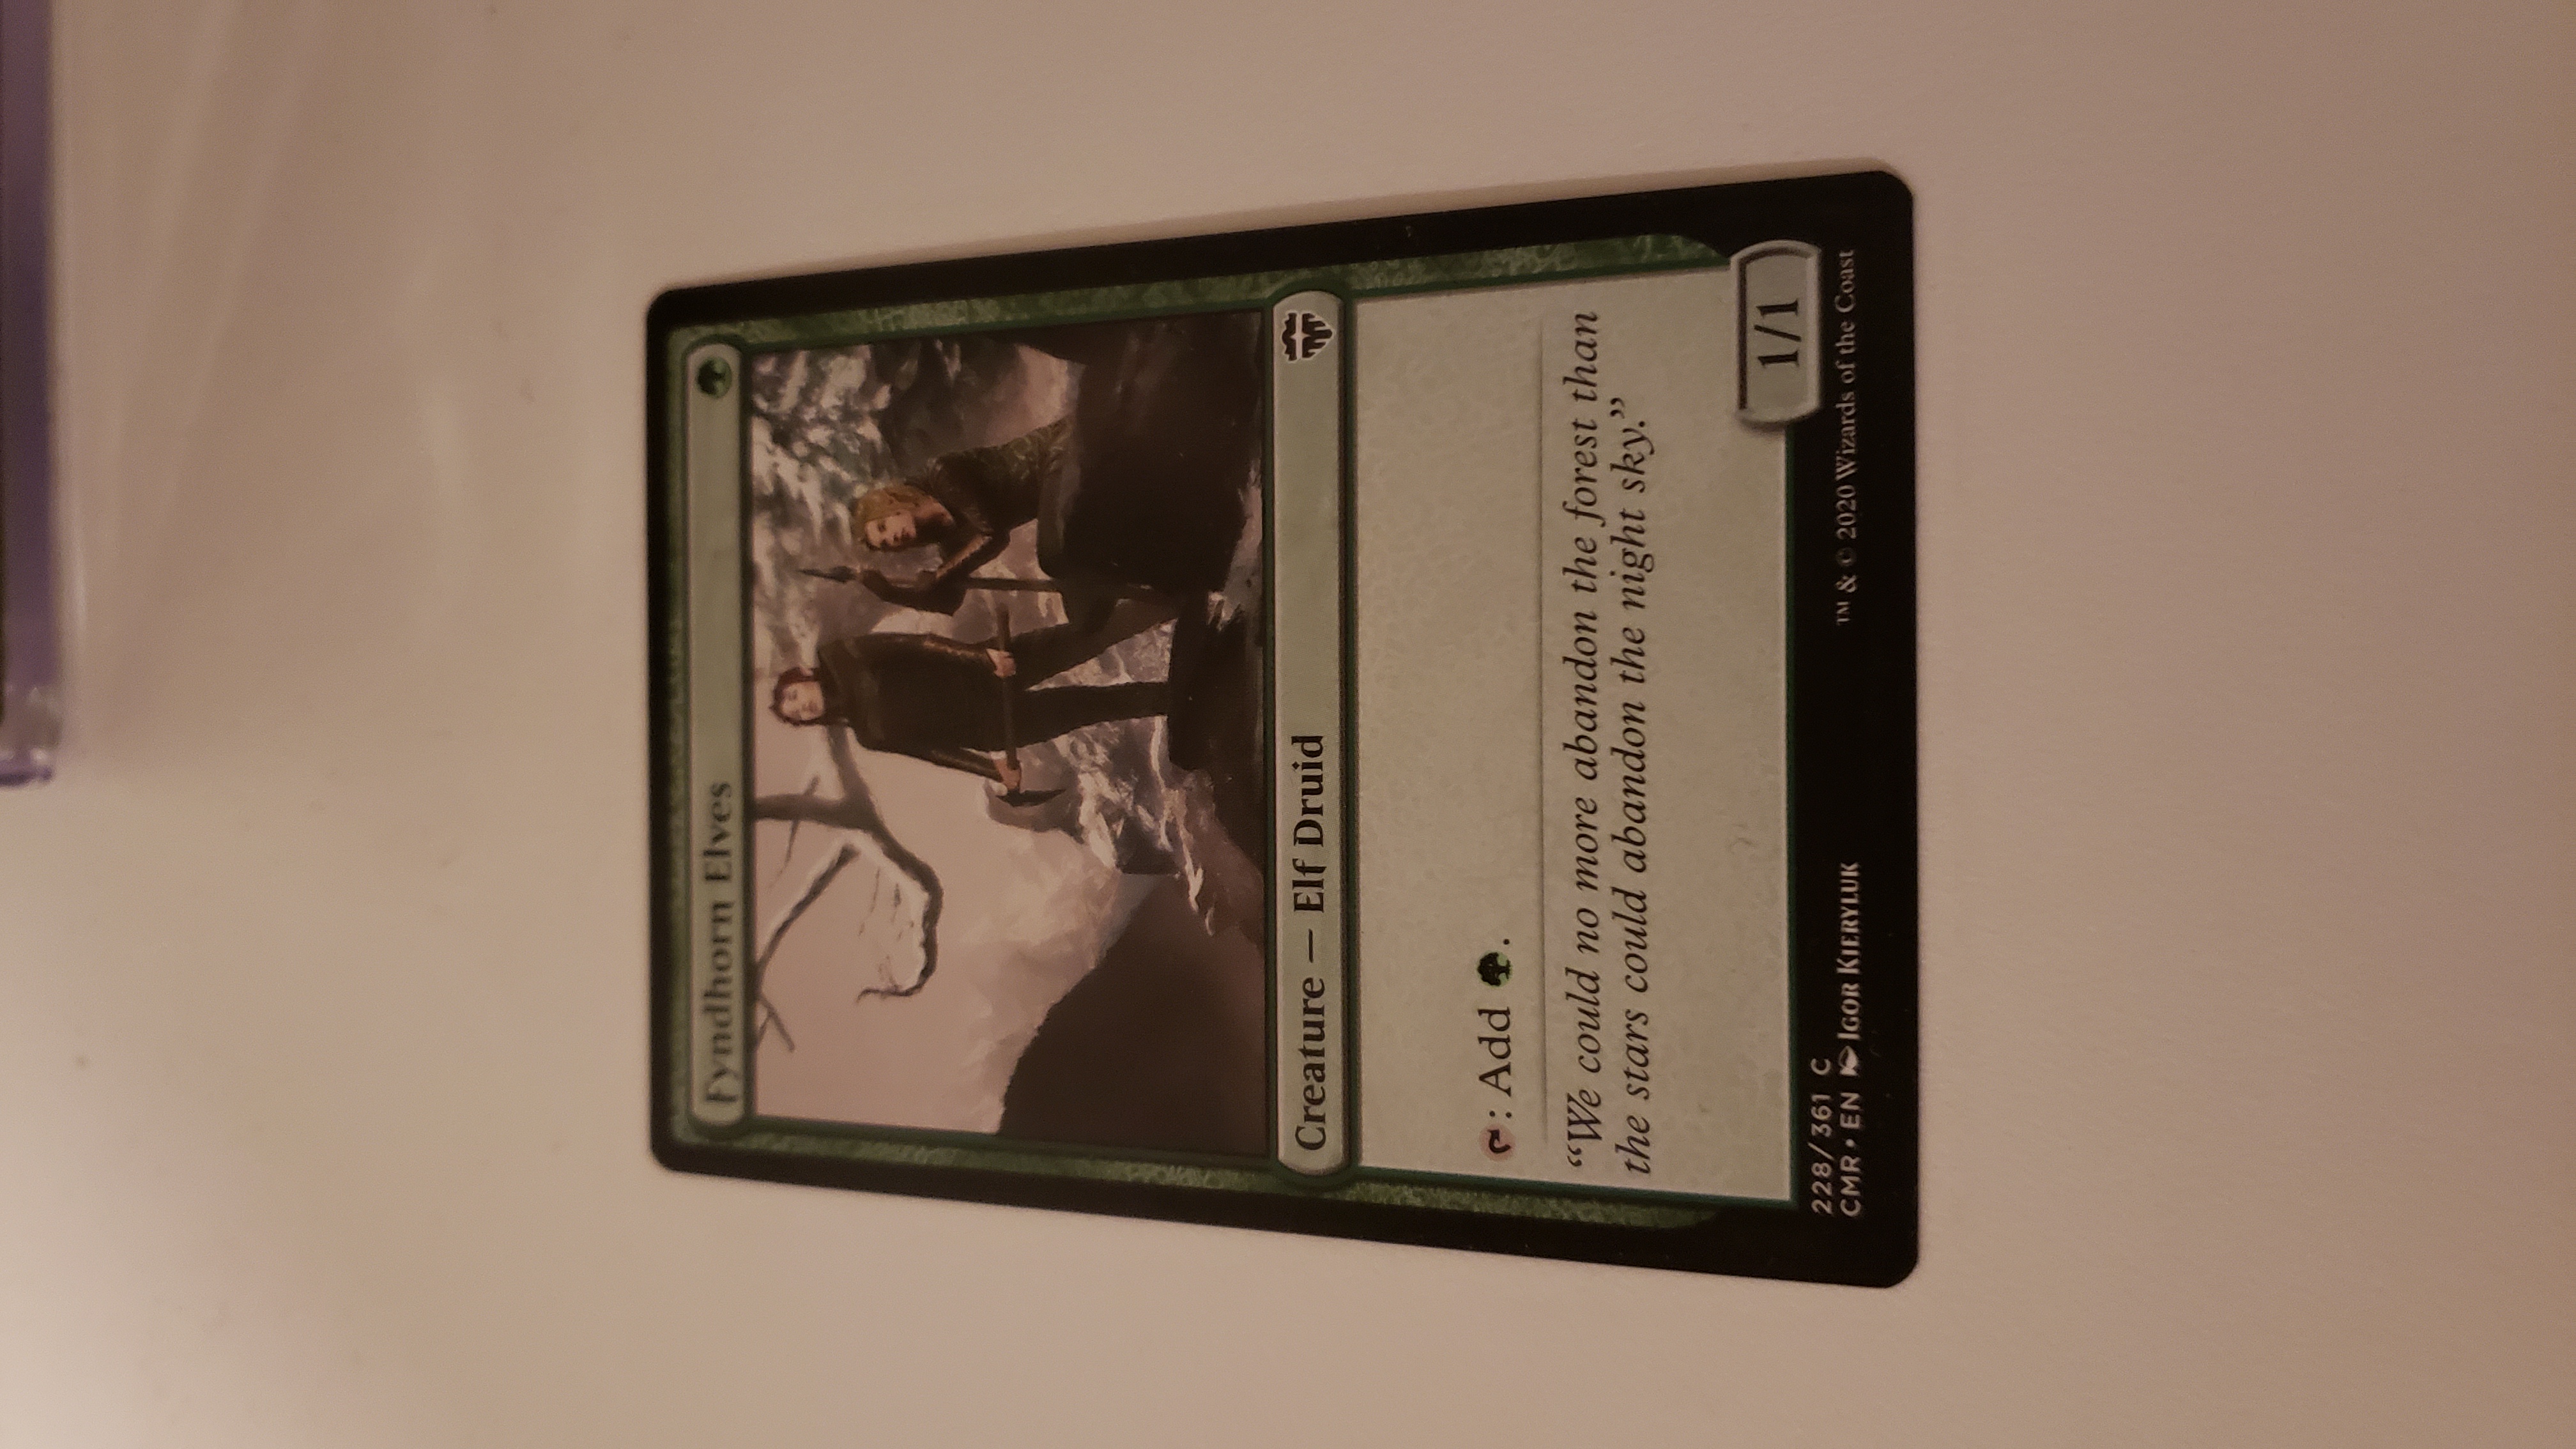 Fyndhorn Elves
Creature — Elf Druid
: Add .
“We could no more abandon the forest than
the stars could abandon the night sky.”
1/1
228/361 C
CMR • EN IGOR KIERYLUK
™ & © 2020 Wizards of the Coast